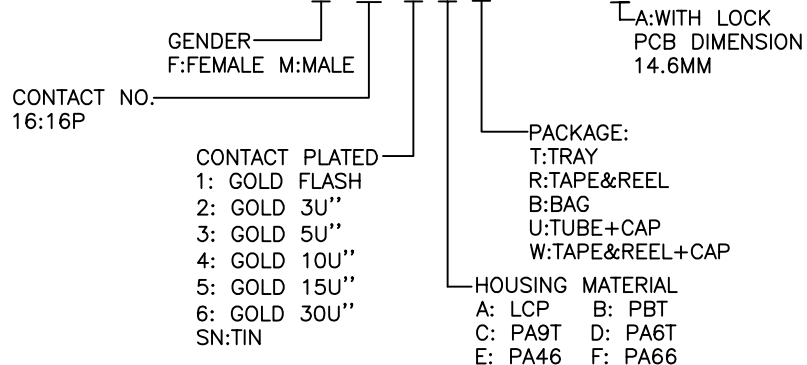 A:WITH LOCK
PCB DIMENSION
14.6MM
GENDER
F:FEMALE M:MALE
CONTACT NO.
16:16P
PACKAGE:
T:TRAY
R:TAPE&REEL
B:BAG
U:TUBE+CAP
W:TAPE&REEL+CAP
CONTACT PLATED
1: GOLD FLASH
2: GOLD 3U''
3: GOLD 5U''
4: GOLD 10U''
5: GOLD 15U''
6: GOLD 30U''
SN:TIN
HOUSING MATERIAL
A: LCP B: PBT
C: PA9T D: PA6T
E: PA46 F: PA66